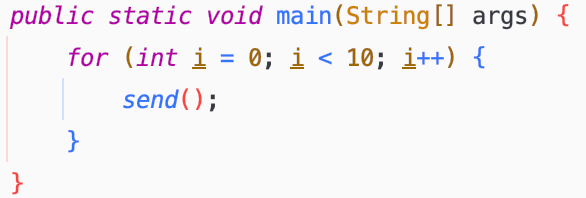 public static void main(String[] args) {
    for (int i = 0; i < 10; i++) {
        send();
    }
}